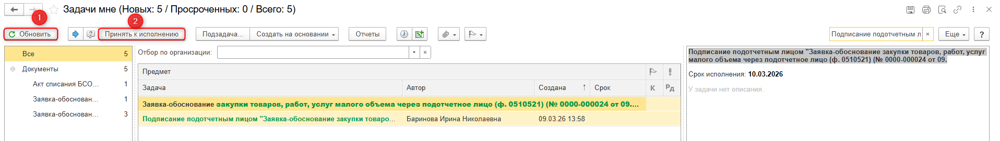 Задачи мне (Новых: 5 / Просроченных: 0 / Всего: 5)
1
2
Обновить
Принять к исполнению
Подзадача...
Создать на основании
Отчеты
Подписание подотчетным л
×
Еще
?
Все 5
Документы 5
Акт списания БСО... 1
Заявка-обоснован... 1
Заявка-обоснован... 3
Отбор по организации:
Предмет
Задача Автор Создана ↑ Срок К Рд
Заявка-обоснование закупки товаров, работ, услуг малого объема через подотчетное лицо (ф. 0510521) (№ 0000-000024 от 09....
Подписание подотчетным лицом "Заявка-обоснование закупки товаро... Баринова Ирина Николаевна 09.03.26 13:58
Подписание подотчетным лицом "Заявка-обоснование закупки товаров, работ, услуг
малого объема через подотчетное лицо (ф. 0510521) (№ 0000-000024 от 09.
Срок исполнения: 10.03.2026
У задачи нет описания.